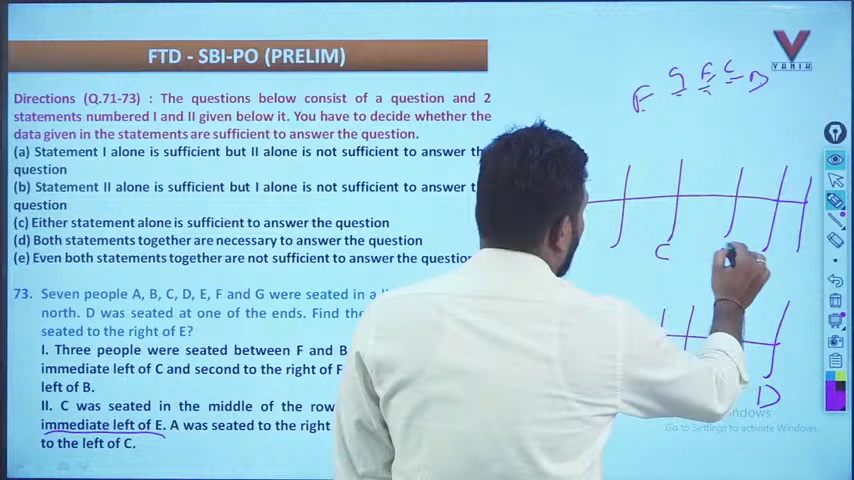 FTD - SBI-PO (PRELIM)
VANIK
Directions (Q.71-73) : The questions below consist of a question and 2
statements numbered I and II given below it. You have to decide whether the
data given in the statements are sufficient to answer the question.
(a) Statement I alone is sufficient but II alone is not sufficient to answer
question
(b) Statement II alone is sufficient but I alone is not sufficient to answer
question
(c) Either statement alone is sufficient to answer the question
(d) Both statements together are necessary to answer the question
(e) Even both statements together are not sufficient to answer the question
73. Seven people A, B, C, D, E, F and G were seated in a
north. D was seated at one of the ends. Find the
seated to the right of E?
I. Three people were seated between F and B
immediate left of C and second to the right of F
left of B.
II. C was seated in the middle of the row
immediate left of E. A was seated to the right
to the left of C.
F G E C B
C
D
Go to Settings to activate Windows.